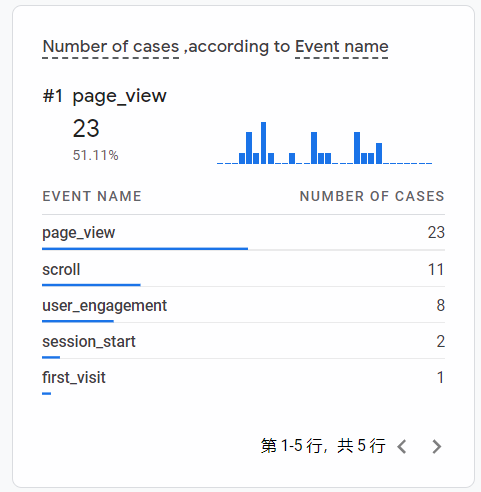 Number of cases ,according to Event name
#1 page_view
23
51.11%
EVENT NAME NUMBER OF CASES
page_view 23
scroll 11
user_engagement 8
session_start 2
first_visit 1
第 1-5 行，共 5 行